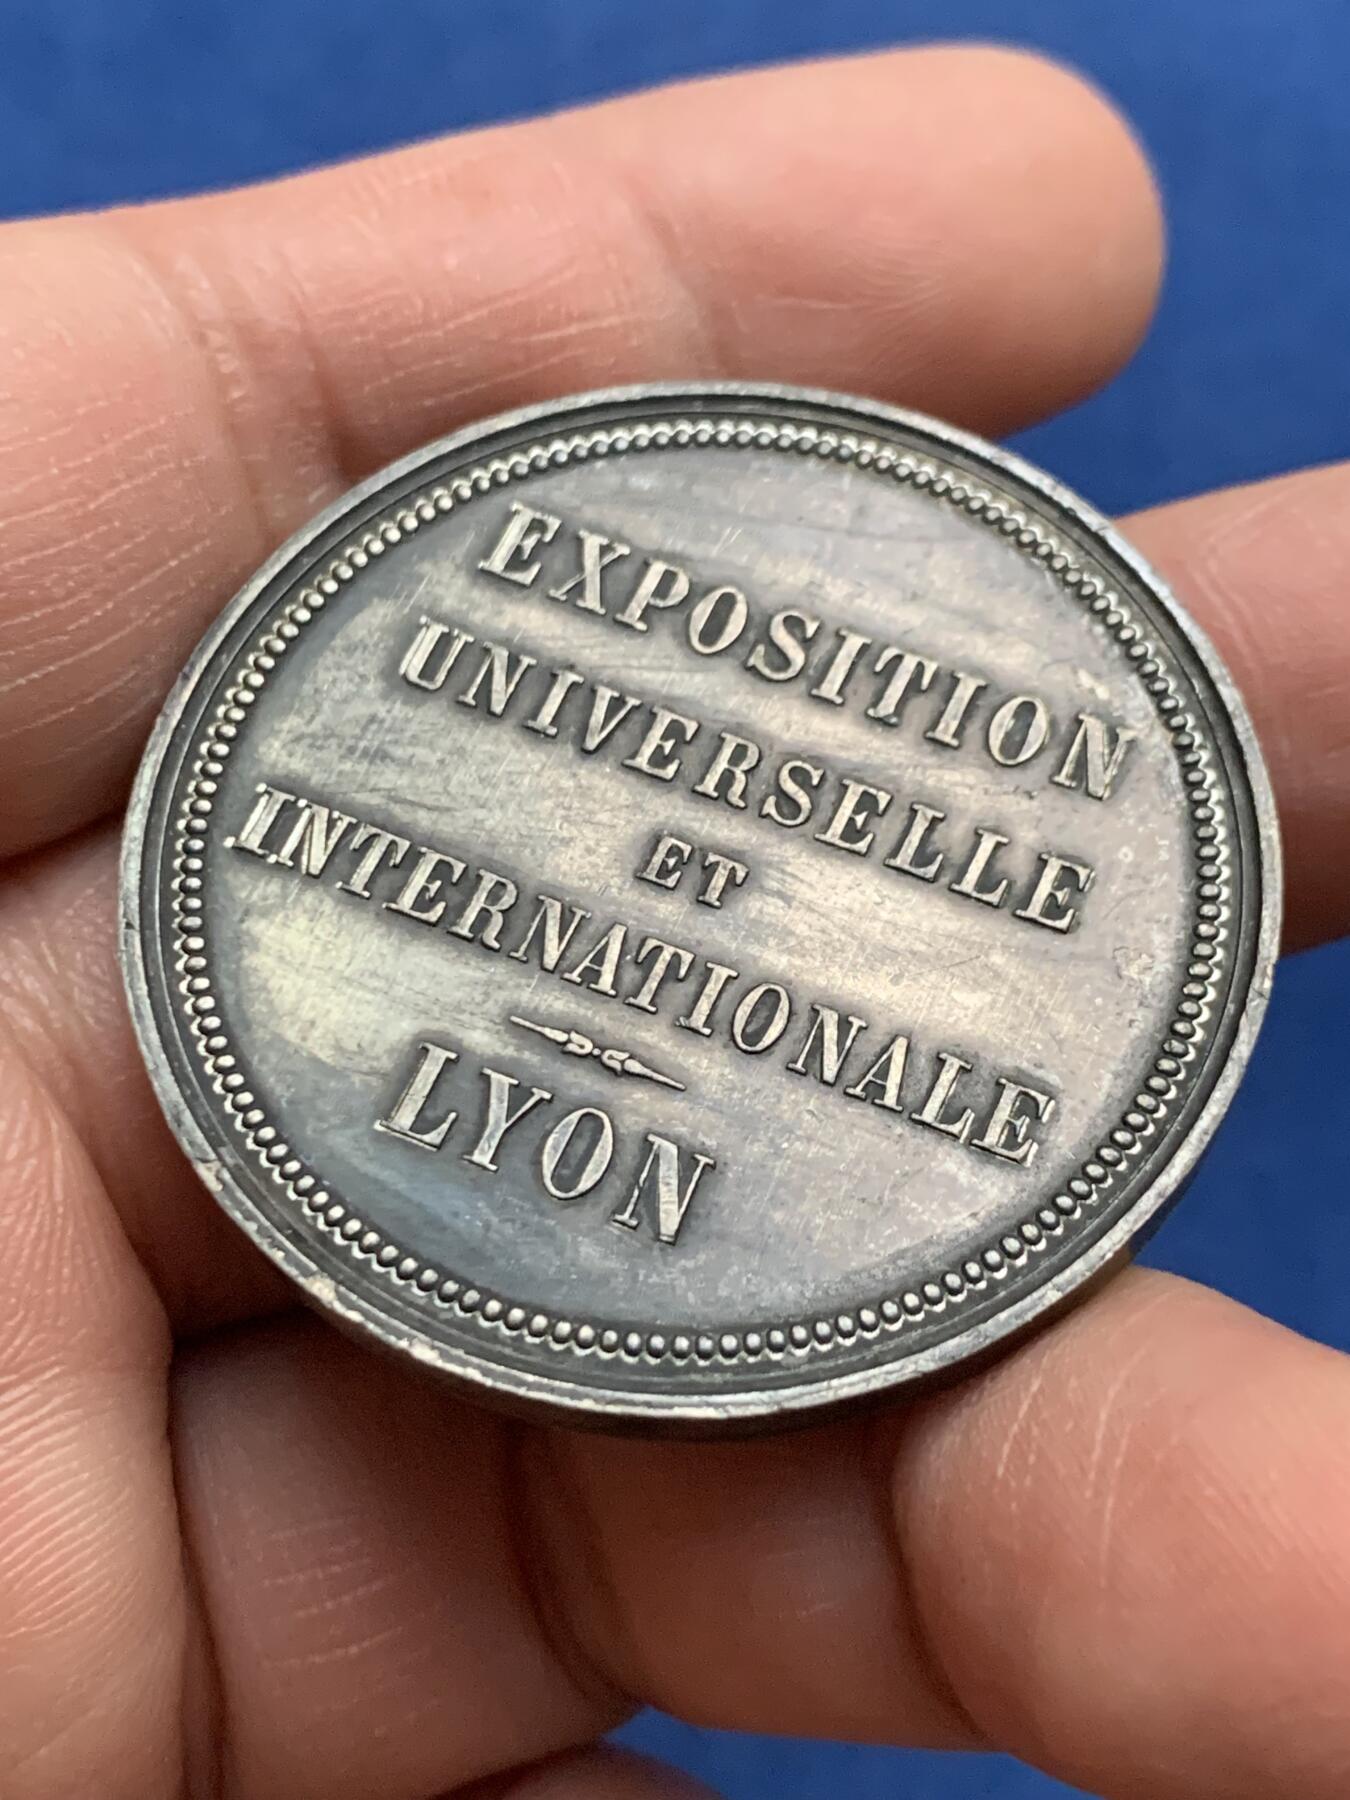 EXPOSITION
UNIVERSELLE
ET
INTERNATIONALE
LYON